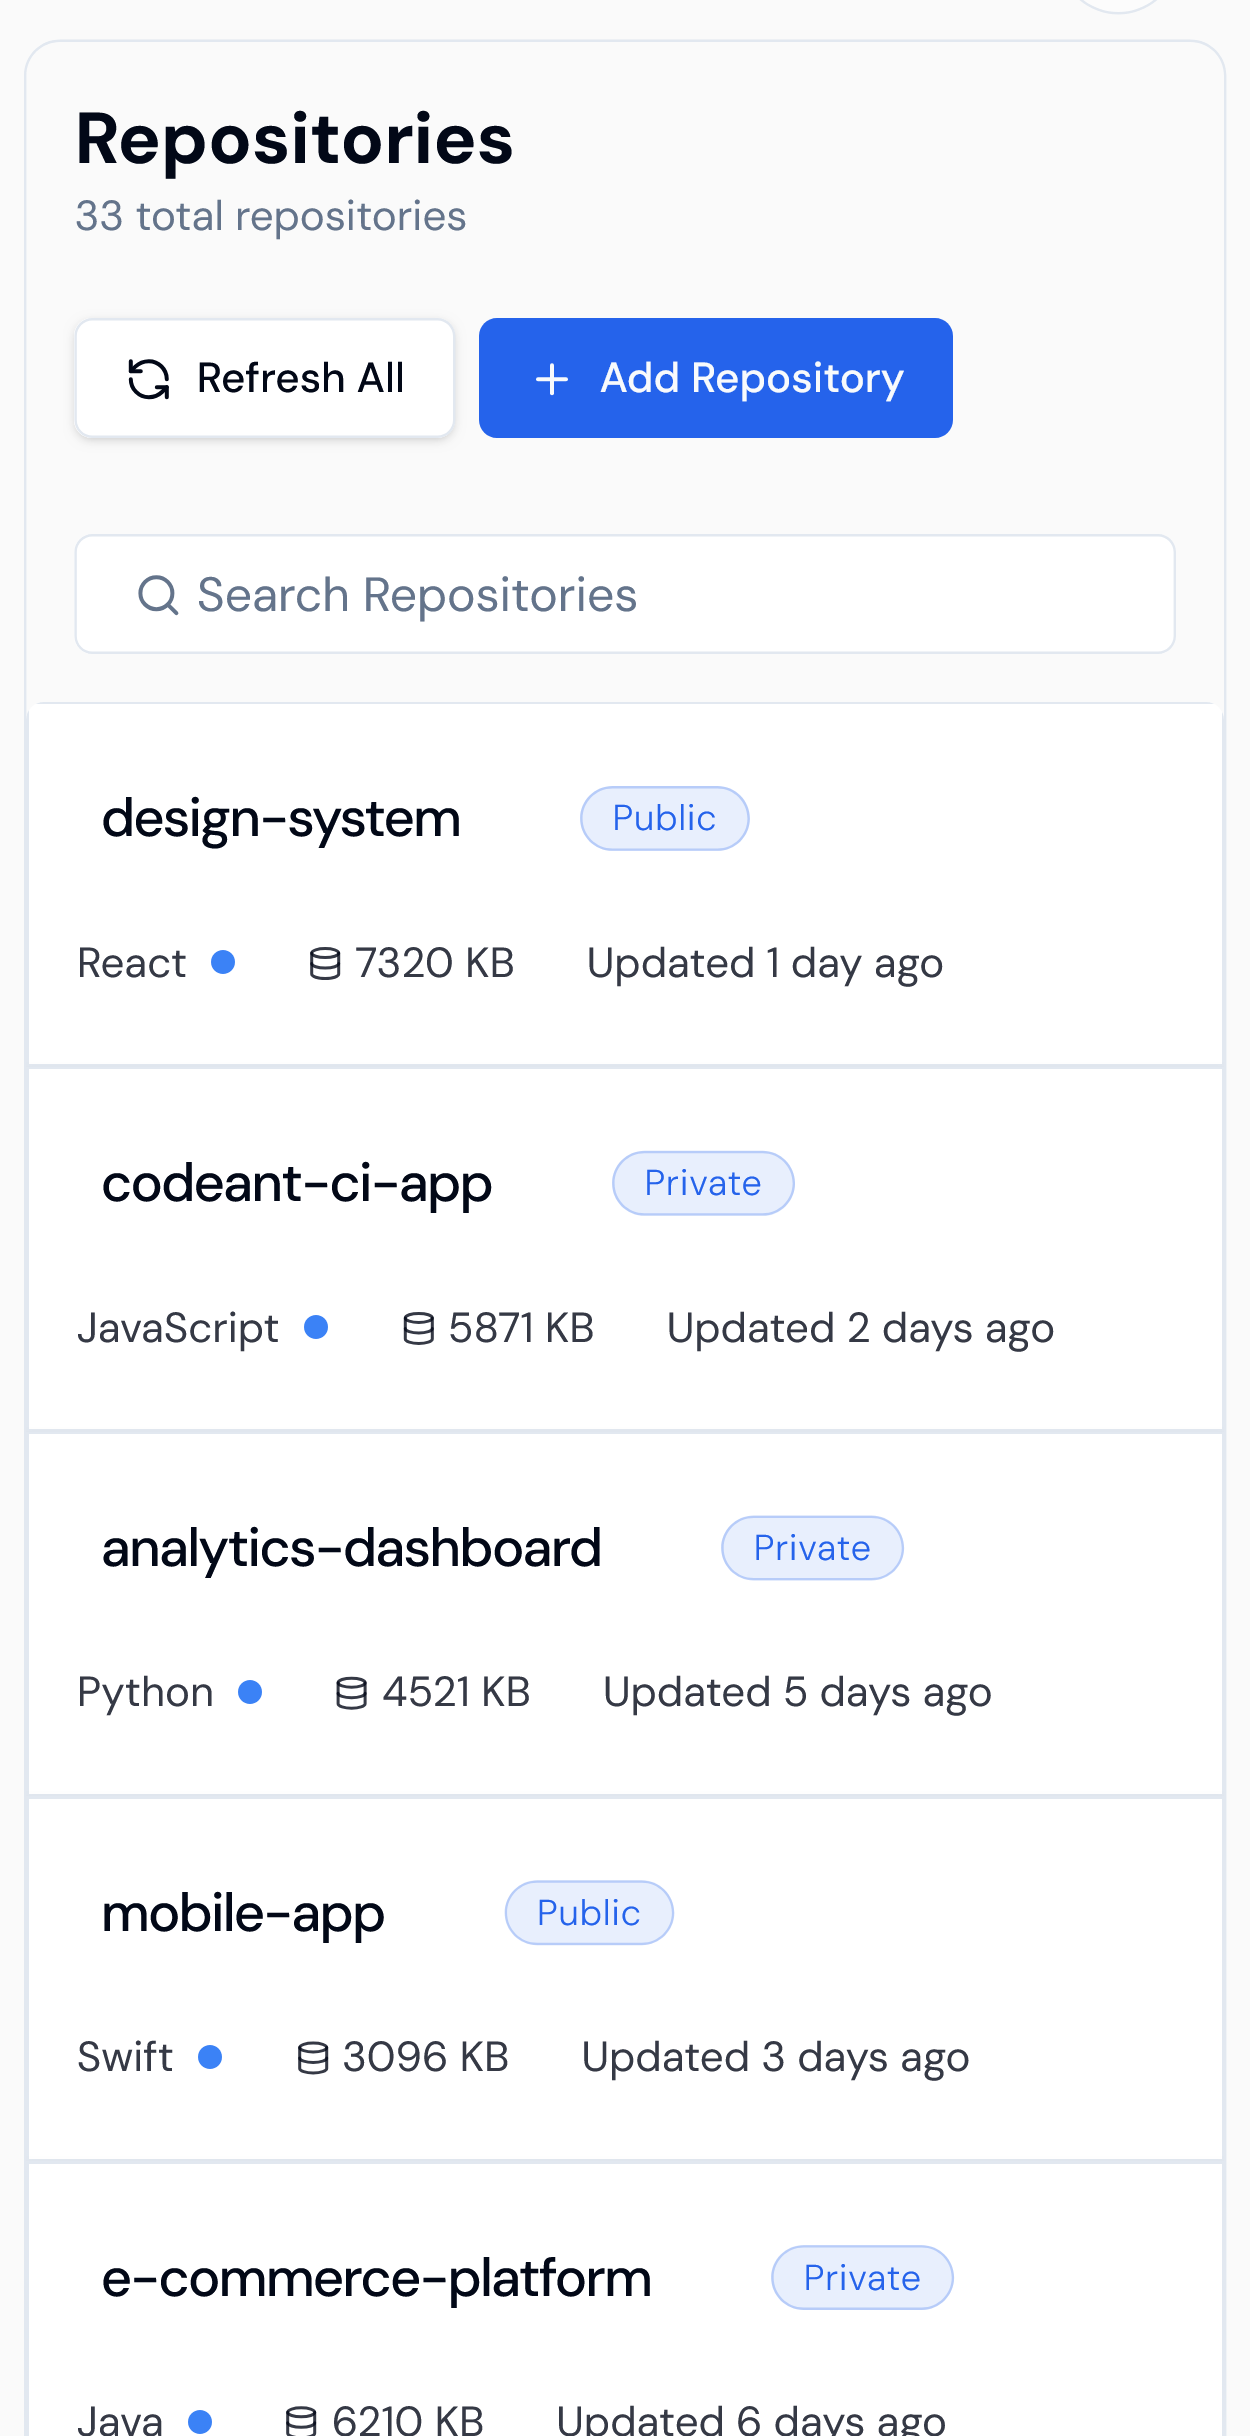 Repositories
33 total repositories
Refresh All
Add Repository
Search Repositories
design-system Public
React 7320 KB Updated 1 day ago
codeant-ci-app Private
JavaScript 5871 KB Updated 2 days ago
analytics-dashboard Private
Python 4521 KB Updated 5 days ago
mobile-app Public
Swift 3096 KB Updated 3 days ago
e-commerce-platform Private
Java 6210 KB Updated 6 days ago